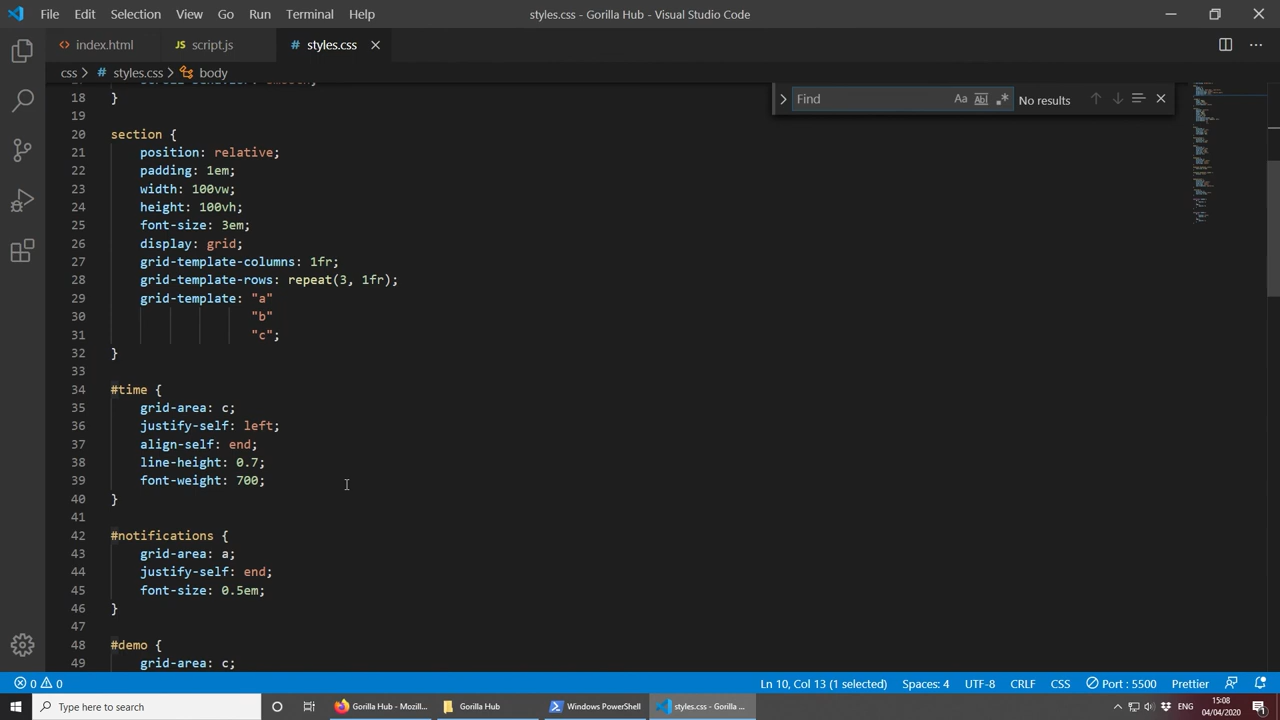 File Edit Selection View Go Run Terminal Help styles.css - Gorilla Hub - Visual Studio Code
index.html script.js styles.css
css > styles.css > body
Find No results
18 }
19
20 section {
21 position: relative;
22 padding: 1em;
23 width: 100vw;
24 height: 100vh;
25 font-size: 3em;
26 display: grid;
27 grid-template-columns: 1fr;
28 grid-template-rows: repeat(3, 1fr);
29 grid-template: "a"
30 "b"
31 "c";
32 }
33
34 #time {
35 grid-area: c;
36 justify-self: left;
37 align-self: end;
38 line-height: 0.7;
39 font-weight: 700;
40 }
41
42 #notifications {
43 grid-area: a;
44 justify-self: end;
45 font-size: 0.5em;
46 }
47
48 #demo {
49 grid-area: c;
0 0 Ln 10, Col 13 (1 selected) Spaces: 4 UTF-8 CRLF CSS Port : 5500 Prettier
Type here to search Gorilla Hub - Mozill... Gorilla Hub Windows PowerShell styles.css - Gorilla ... ENG 15:08
04/04/2020